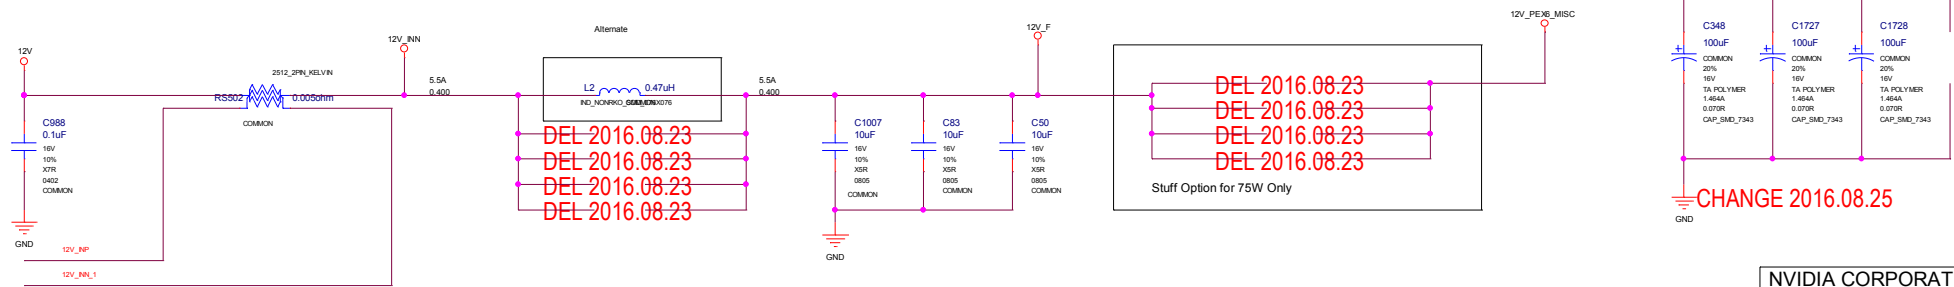 12V
2512_2PIN_KELVIN
RS502
0.005ohm
COMMON
C988
0.1uF
16V
10%
X7R
0402
COMMON
GND
12V_INP
12V_INN_1
12V_INN
5.5A
0.400
Alternate
L2
0.47uH
DEL 2016.08.23
DEL 2016.08.23
DEL 2016.08.23
DEL 2016.08.23
5.5A
0.400
12V_F
C1007
10uF
16V
10%
X5R
0805
COMMON
C83
10uF
16V
10%
X5R
0805
COMMON
C50
10uF
16V
10%
X5R
0805
COMMON
GND
DEL 2016.08.23
DEL 2016.08.23
DEL 2016.08.23
DEL 2016.08.23
Stuff Option for 75W Only
12V_PEX6_MISC
C348
100uF
COMMON
20%
16V
TA POLYMER
1.464A
0.070R
CAP_SMD_7343
C1727
100uF
COMMON
20%
16V
TA POLYMER
1.464A
0.070R
CAP_SMD_7343
C1728
100uF
COMMON
20%
16V
TA POLYMER
1.464A
0.070R
CAP_SMD_7343
GND
CHANGE 2016.08.25
NVIDIA CORPORAT